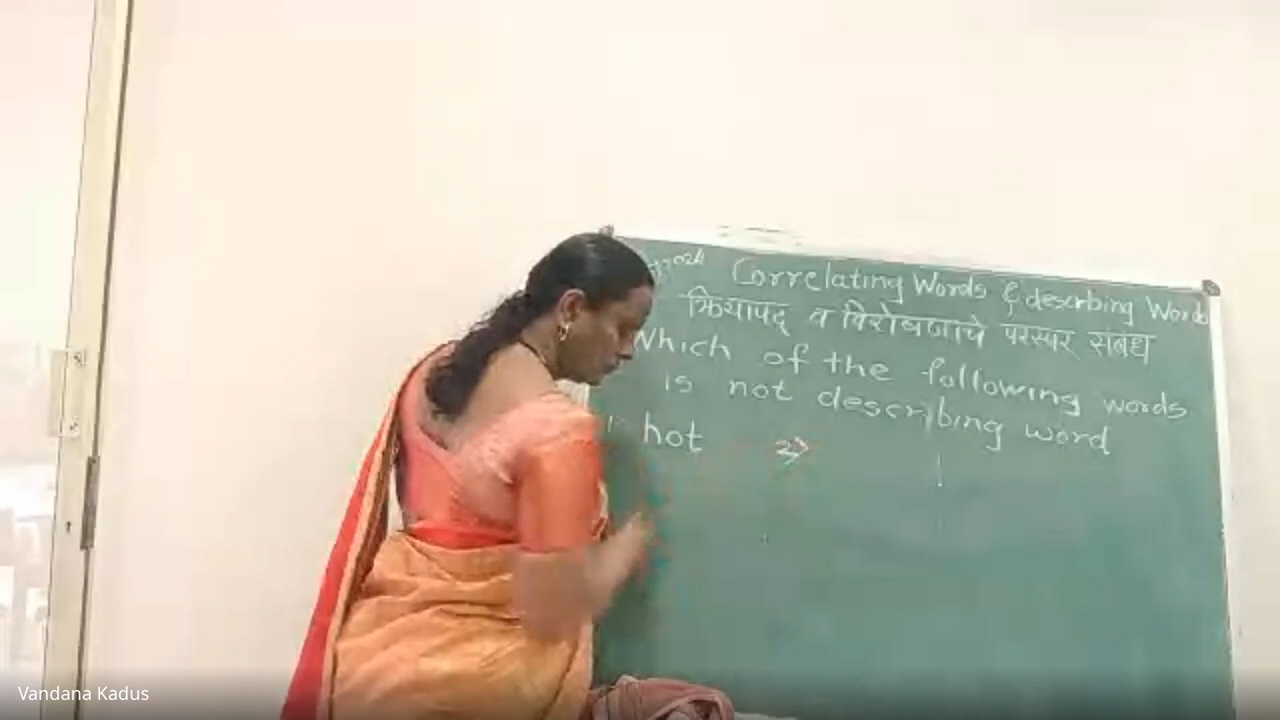 Correlating Words & describing Words
क्रियापद व विशेषणाचे परस्पर संबंध
Which of the following words
is not describing word
hot
Vandana Kadus